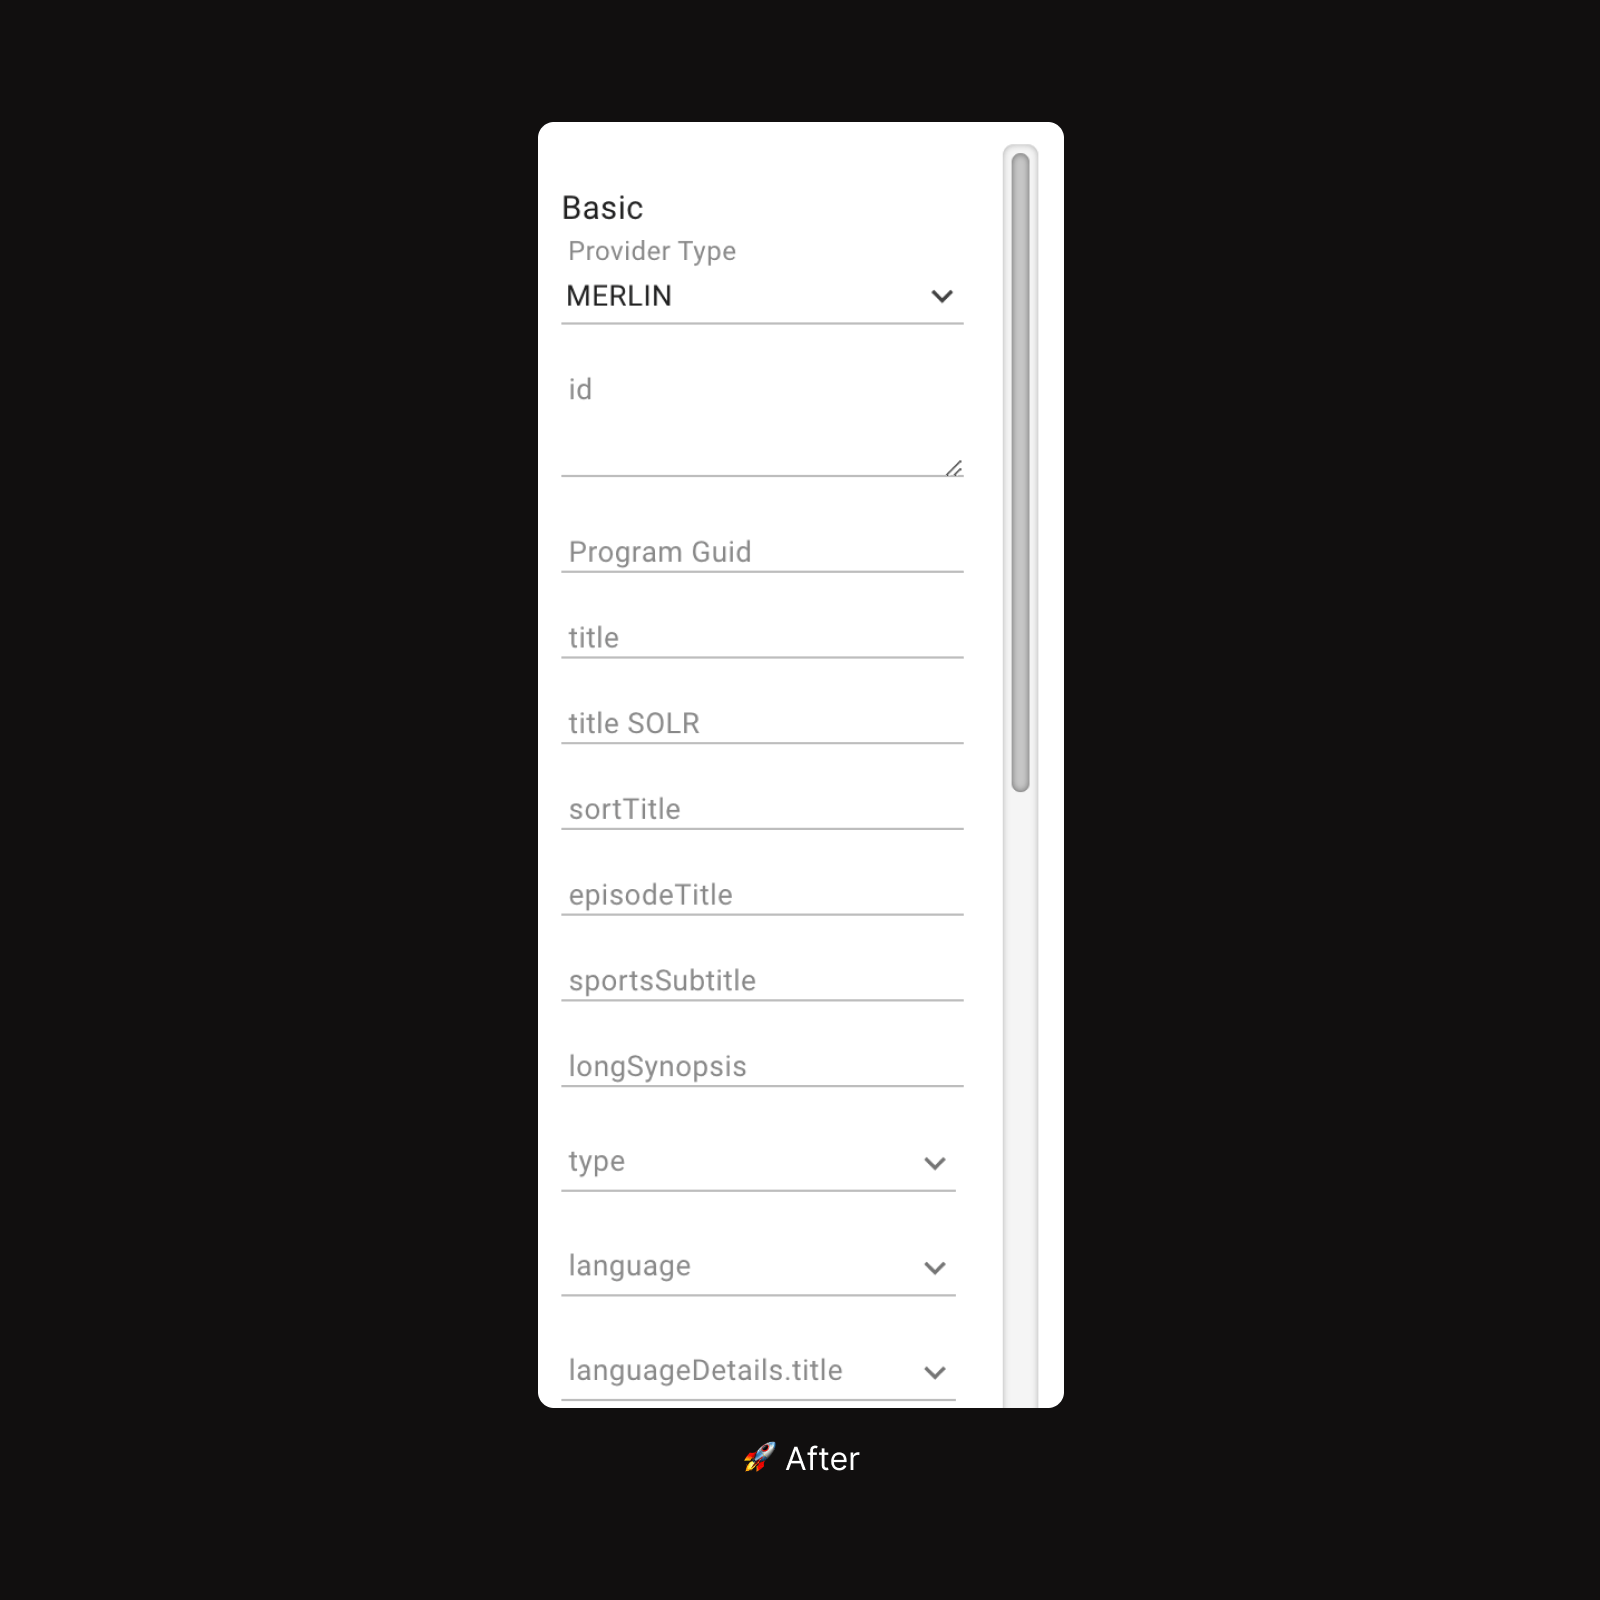 Basic
Provider Type
MERLIN
id
Program Guid
title
title SOLR
sortTitle
episodeTitle
sportsSubtitle
longSynopsis
type
language
languageDetails.title
🚀 After